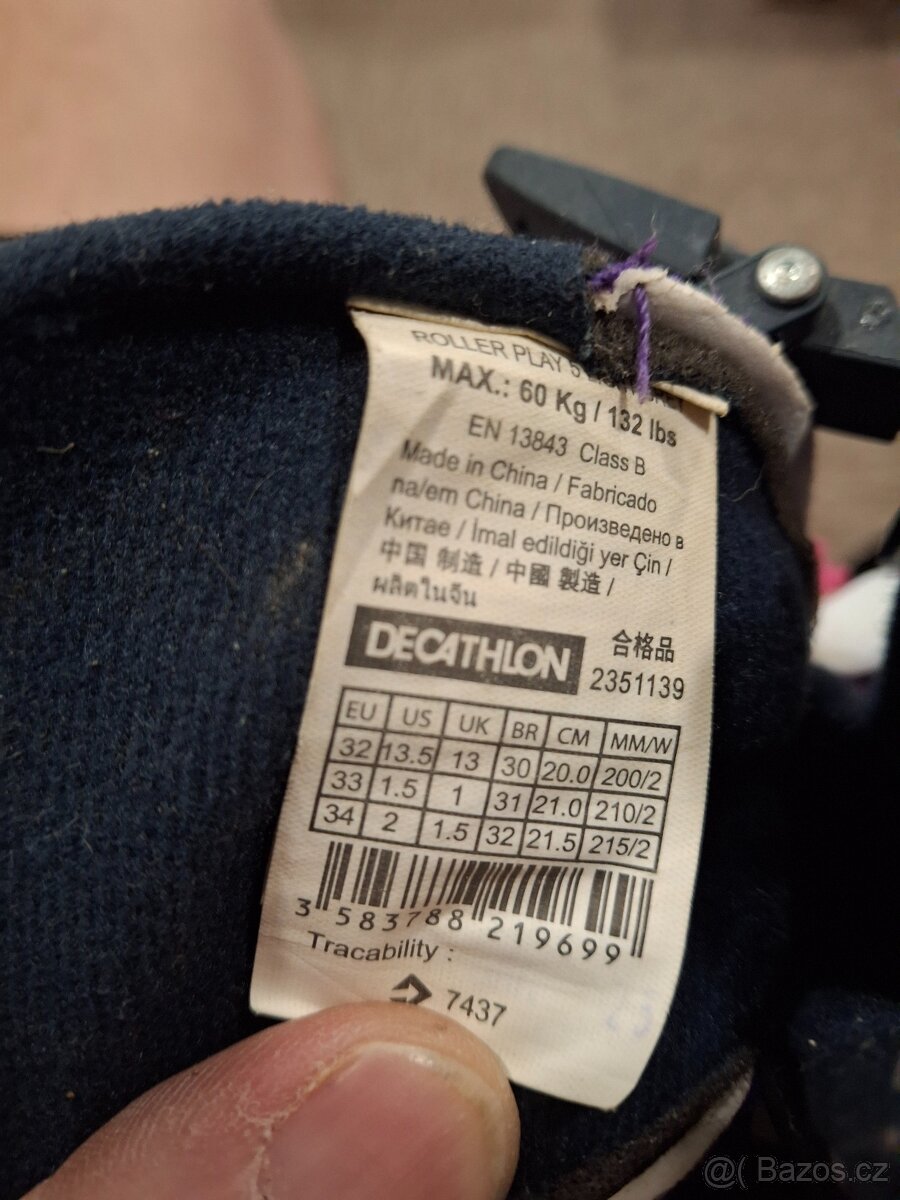 ROLLER PLAY 5
MAX.: 60 Kg / 132 lbs
EN 13843 Class B
Made in China / Fabricado
na/em China / Произведено в
Китае / İmal edildiği yer Çin /
中国 制造 / 中國 製造 /
ผลิตในจีน
DECATHLON 合格品
2351139
EU US UK BR CM MM/W
32 13.5 13 30 20.0 200/2
33 1.5 1 31 21.0 210/2
34 2 1.5 32 21.5 215/2
3 583788 219699
Tracability :
7437
@( Bazos.cz